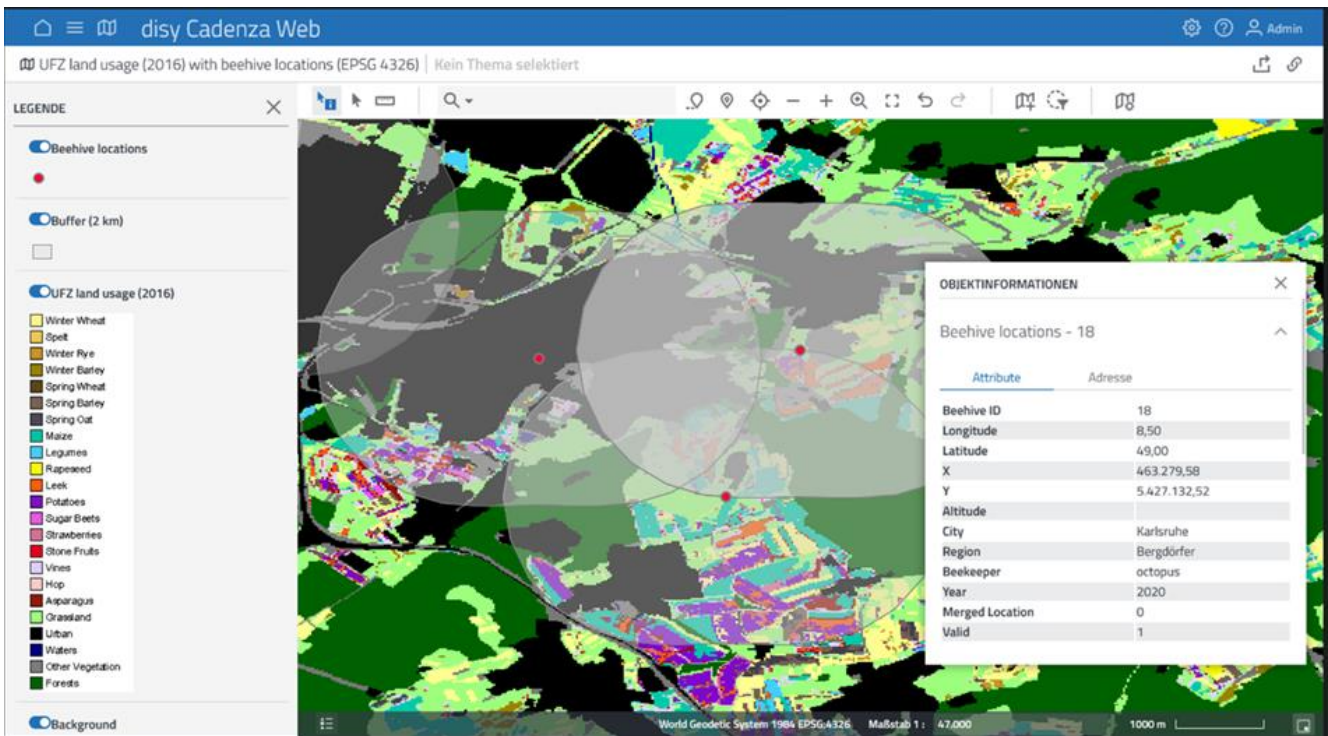 disy Cadenza Web
Admin
UFZ land usage (2016) with beehive locations (EPSG 4326) | Kein Thema selektiert
LEGENDE
Beehive locations
Buffer (2 km)
UFZ land usage (2016)
Winter Wheat
Spelt
Winter Rye
Winter Barley
Spring Wheat
Spring Barley
Spring Oat
Maize
Legumes
Rapeseed
Leek
Potatoes
Sugar Beets
Strawberries
Stone Fruits
Vines
Hop
Asparagus
Grassland
Urban
Waters
Other Vegetation
Forests
Background
OBJEKTINFORMATIONEN
Beehive locations - 18
Attribute Adresse
Beehive ID 18
Longitude 8,50
Latitude 49,00
X 463.279,58
Y 5.427.132,52
Altitude
City Karlsruhe
Region Bergdörfer
Beekeeper octopus
Year 2020
Merged Location 0
Valid 1
World Geodetic System 1984 EPSG:4326 Maßstab 1 : 47.000 1000 m